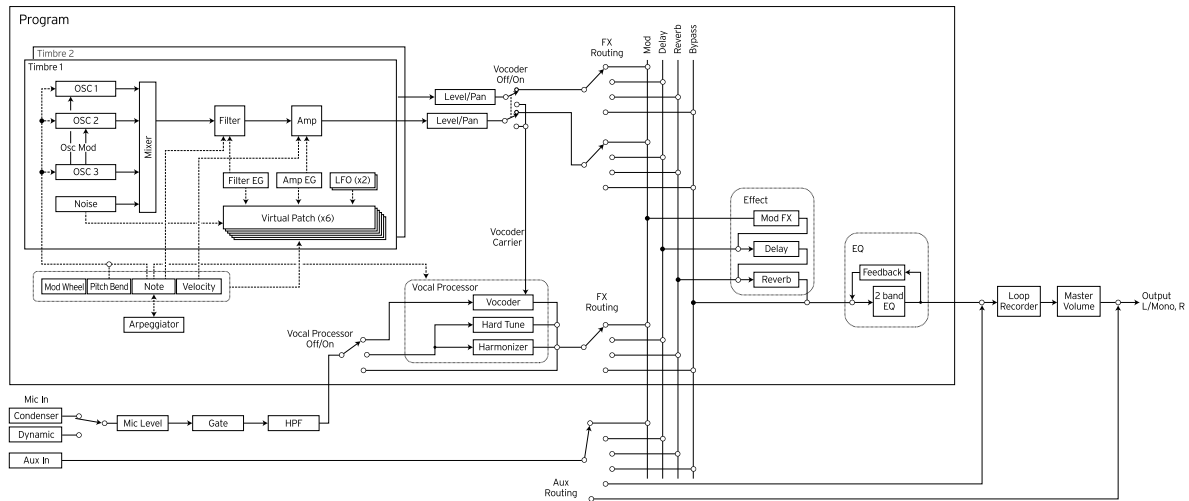 Program
Timbre 2
Timbre 1
OSC 1
OSC 2
Osc Mod
OSC 3
Noise
Mixer
Filter
Amp
Filter EG
Amp EG
LFO (x2)
Virtual Patch (x6)
Level/Pan
Level/Pan
Vocoder
Off/On
FX
Routing
Mod
Delay
Reverb
Bypass
Mod Wheel
Pitch Bend
Note
Velocity
Arpeggiator
Vocoder
Carrier
Vocal Processor
Vocoder
Hard Tune
Harmonizer
Vocal Processor
Off/On
FX
Routing
Effect
Mod FX
Delay
Reverb
EQ
Feedback
2 band
EQ
Loop
Recorder
Master
Volume
Output
L/Mono, R
Mic In
Condenser
Dynamic
Mic Level
Gate
HPF
Aux In
Aux
Routing